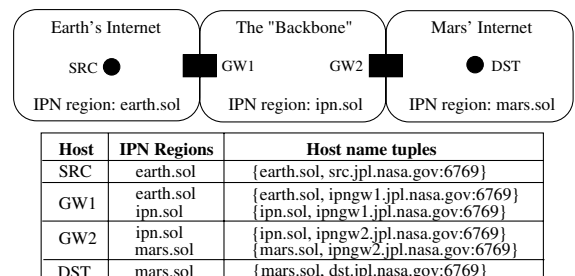 Earth's Internet The "Backbone" Mars' Internet
SRC GW1 GW2 DST
IPN region: earth.sol IPN region: ipn.sol IPN region: mars.sol
Host IPN Regions Host name tuples
SRC earth.sol {earth.sol, src.jpl.nasa.gov:6769}
GW1 earth.sol {earth.sol, ipngw1.jpl.nasa.gov:6769}
ipn.sol {ipn.sol, ipngw1.jpl.nasa.gov:6769}
GW2 ipn.sol {ipn.sol, ipngw2.jpl.nasa.gov:6769}
mars.sol {mars.sol, ipngw2.jpl.nasa.gov:6769}
DST mars.sol {mars.sol, dst.jpl.nasa.gov:6769}